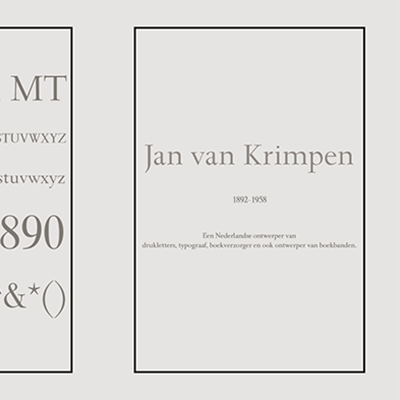 MT
STUVWXYZ
stuvwxyz
890
&*()
Jan van Krimpen
1892-1958
Een Nederlandse ontwerper van
drukletters, typograaf, boekverzorger en ook ontwerper van boekbanden.